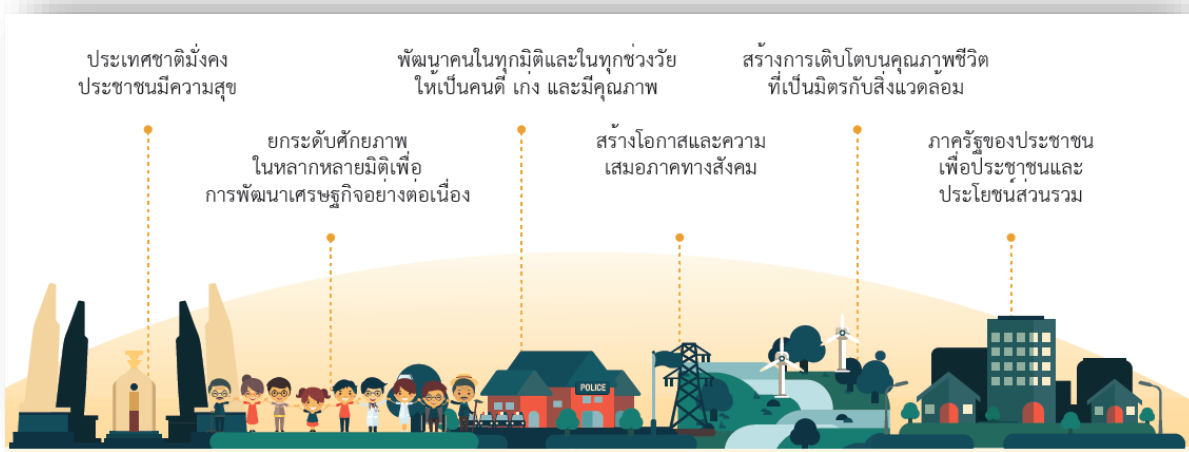 ประเทศชาติมั่งคง
ประชาชนมีความสุข
ยกระดับศักยภาพ
ในหลากหลายมิติเพื่อ
การพัฒนาเศรษฐกิจอย่างต่อเนื่อง
พัฒนาคนในทุกมิติและในทุกช่วงวัย
ให้เป็นคนดี เก่ง และมีคุณภาพ
สร้างโอกาสและความ
เสมอภาคทางสังคม
สร้างการเติบโตบนคุณภาพชีวิต
ที่เป็นมิตรกับสิ่งแวดล้อม
ภาครัฐของประชาชน
เพื่อประชาชนและ
ประโยชน์ส่วนรวม
POLICE